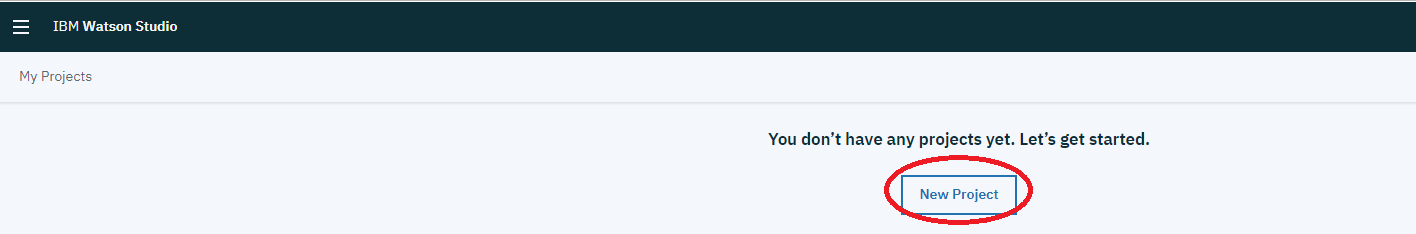 IBM Watson Studio
My Projects
You don’t have any projects yet. Let’s get started.
New Project